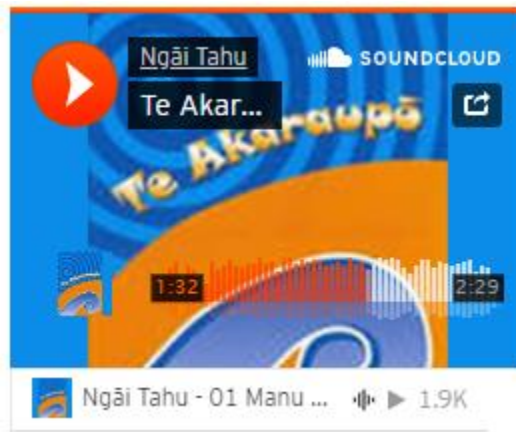 Ngāi Tahu
SOUNDCLOUD
Te Akar...
Te Akaraupō
1:32
2:29
Ngāi Tahu - 01 Manu ...
1.9K